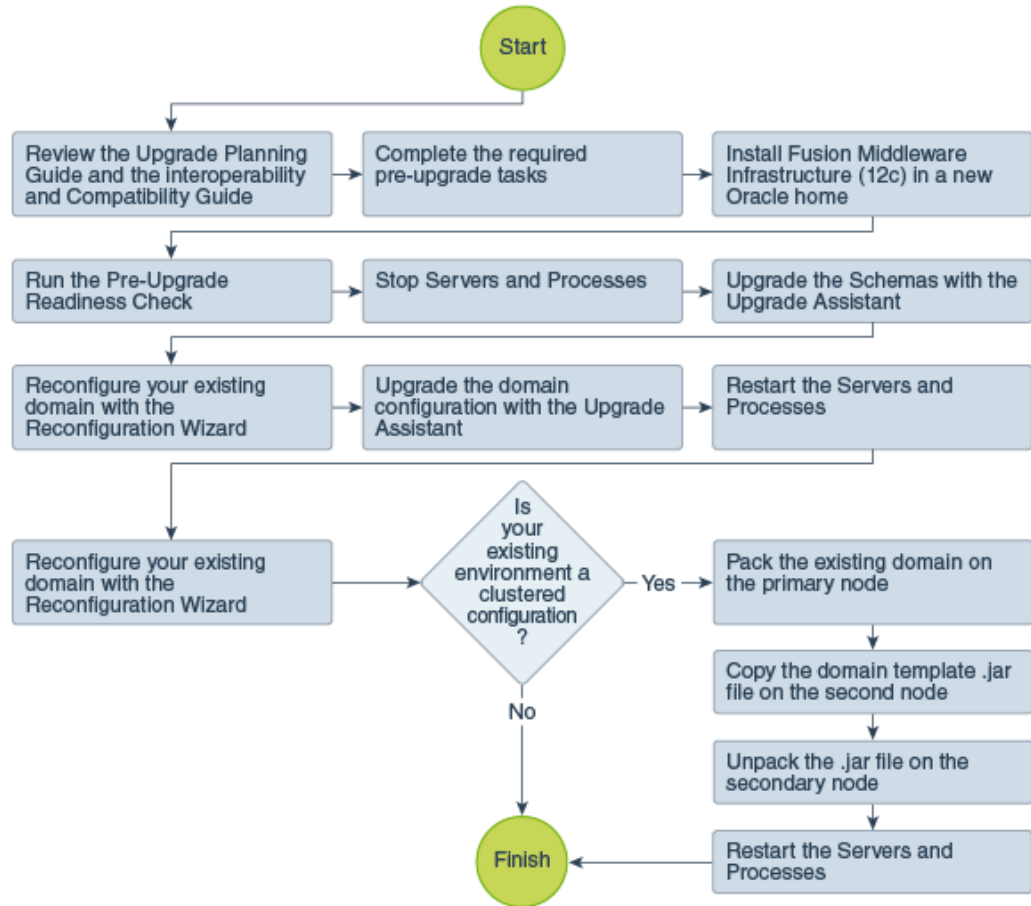 Start
Review the Upgrade Planning
Guide and the interoperability
and Compatibility Guide
Complete the required
pre-upgrade tasks
Install Fusion Middleware
Infrastructure (12c) in a new
Oracle home
Run the Pre-Upgrade
Readiness Check
Stop Servers and Processes
Upgrade the Schemas with the
Upgrade Assistant
Reconfigure your existing
domain with the
Reconfiguration Wizard
Upgrade the domain
configuration with the Upgrade
Assistant
Restart the Servers and
Processes
Reconfigure your existing
domain with the
Reconfiguration Wizard
Is
your
existing
environment a
clustered
configuration
?
Yes
Pack the existing domain on
the primary node
Copy the domain template .jar
file on the second node
No
Unpack the .jar file on the
secondary node
Restart the Servers and
Processes
Finish